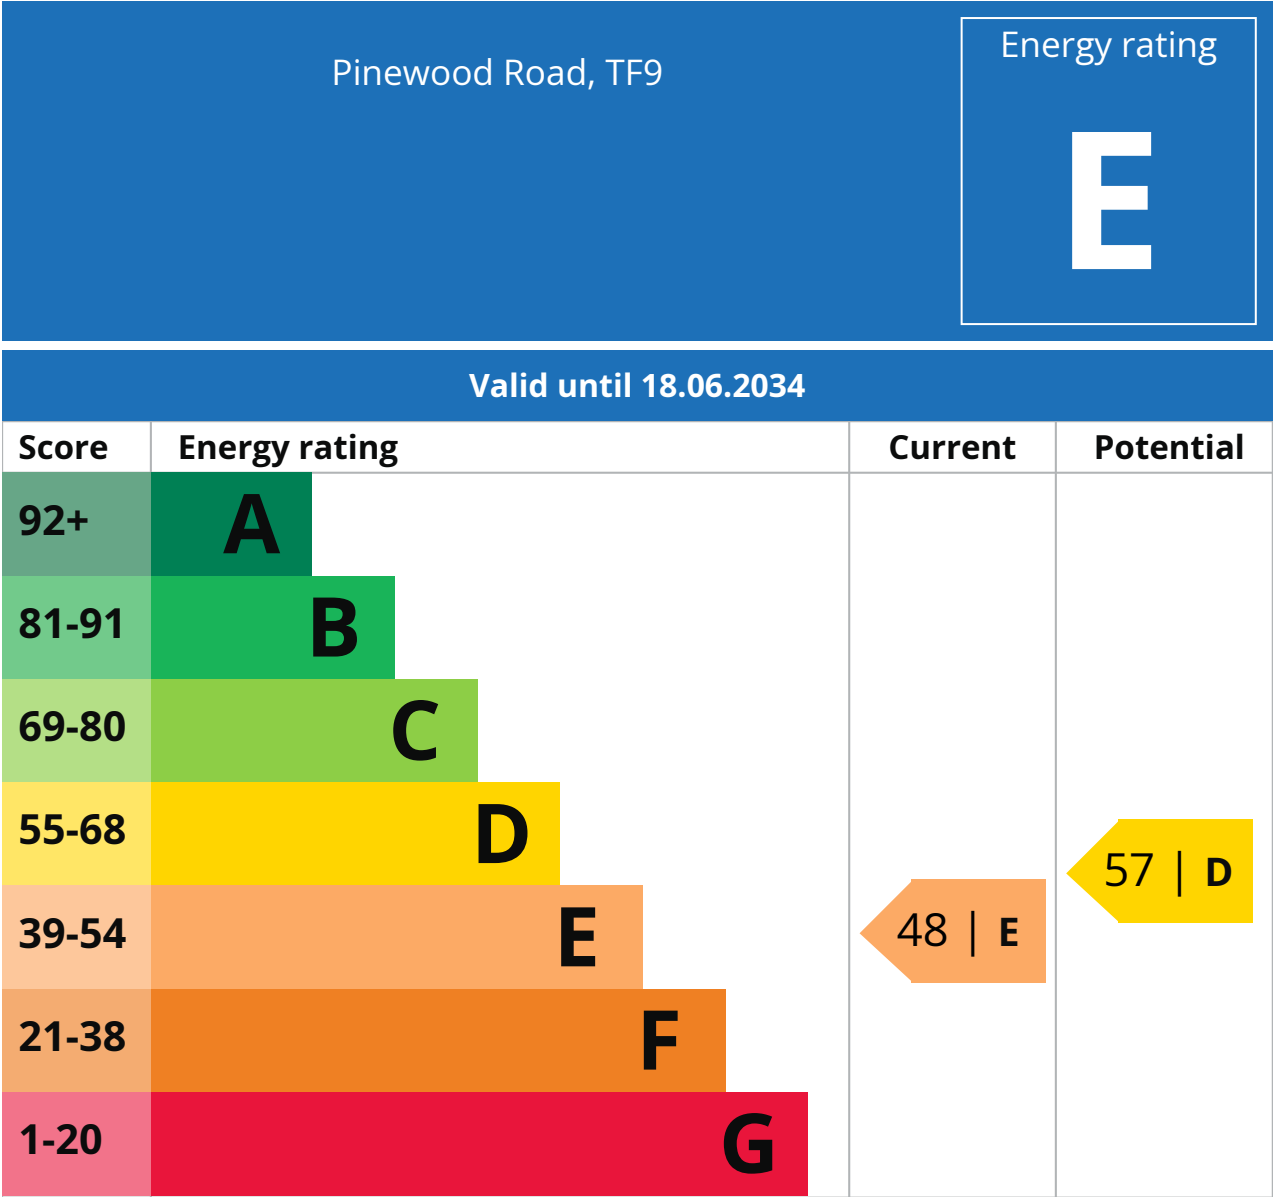 Pinewood Road, TF9
Energy rating
E
Valid until 18.06.2034
Score Energy rating Current Potential
92+ A
81-91 B
69-80 C
55-68 D
57 | D
39-54 E
48 | E
21-38 F
1-20 G